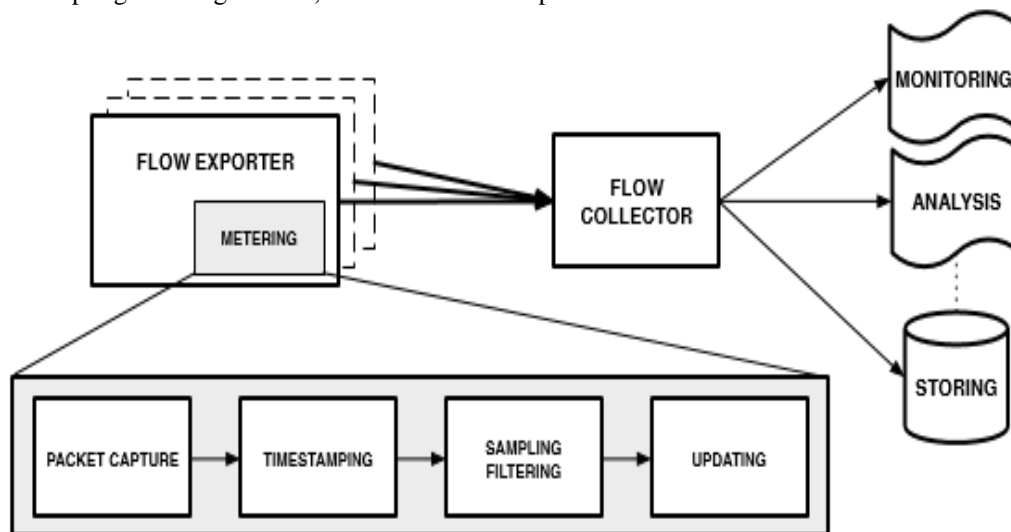 MONITORING
FLOW EXPORTER
FLOW
COLLECTOR
ANALYSIS
METERING
STORING
PACKET CAPTURE
TIMESTAMPING
SAMPLING
FILTERING
UPDATING